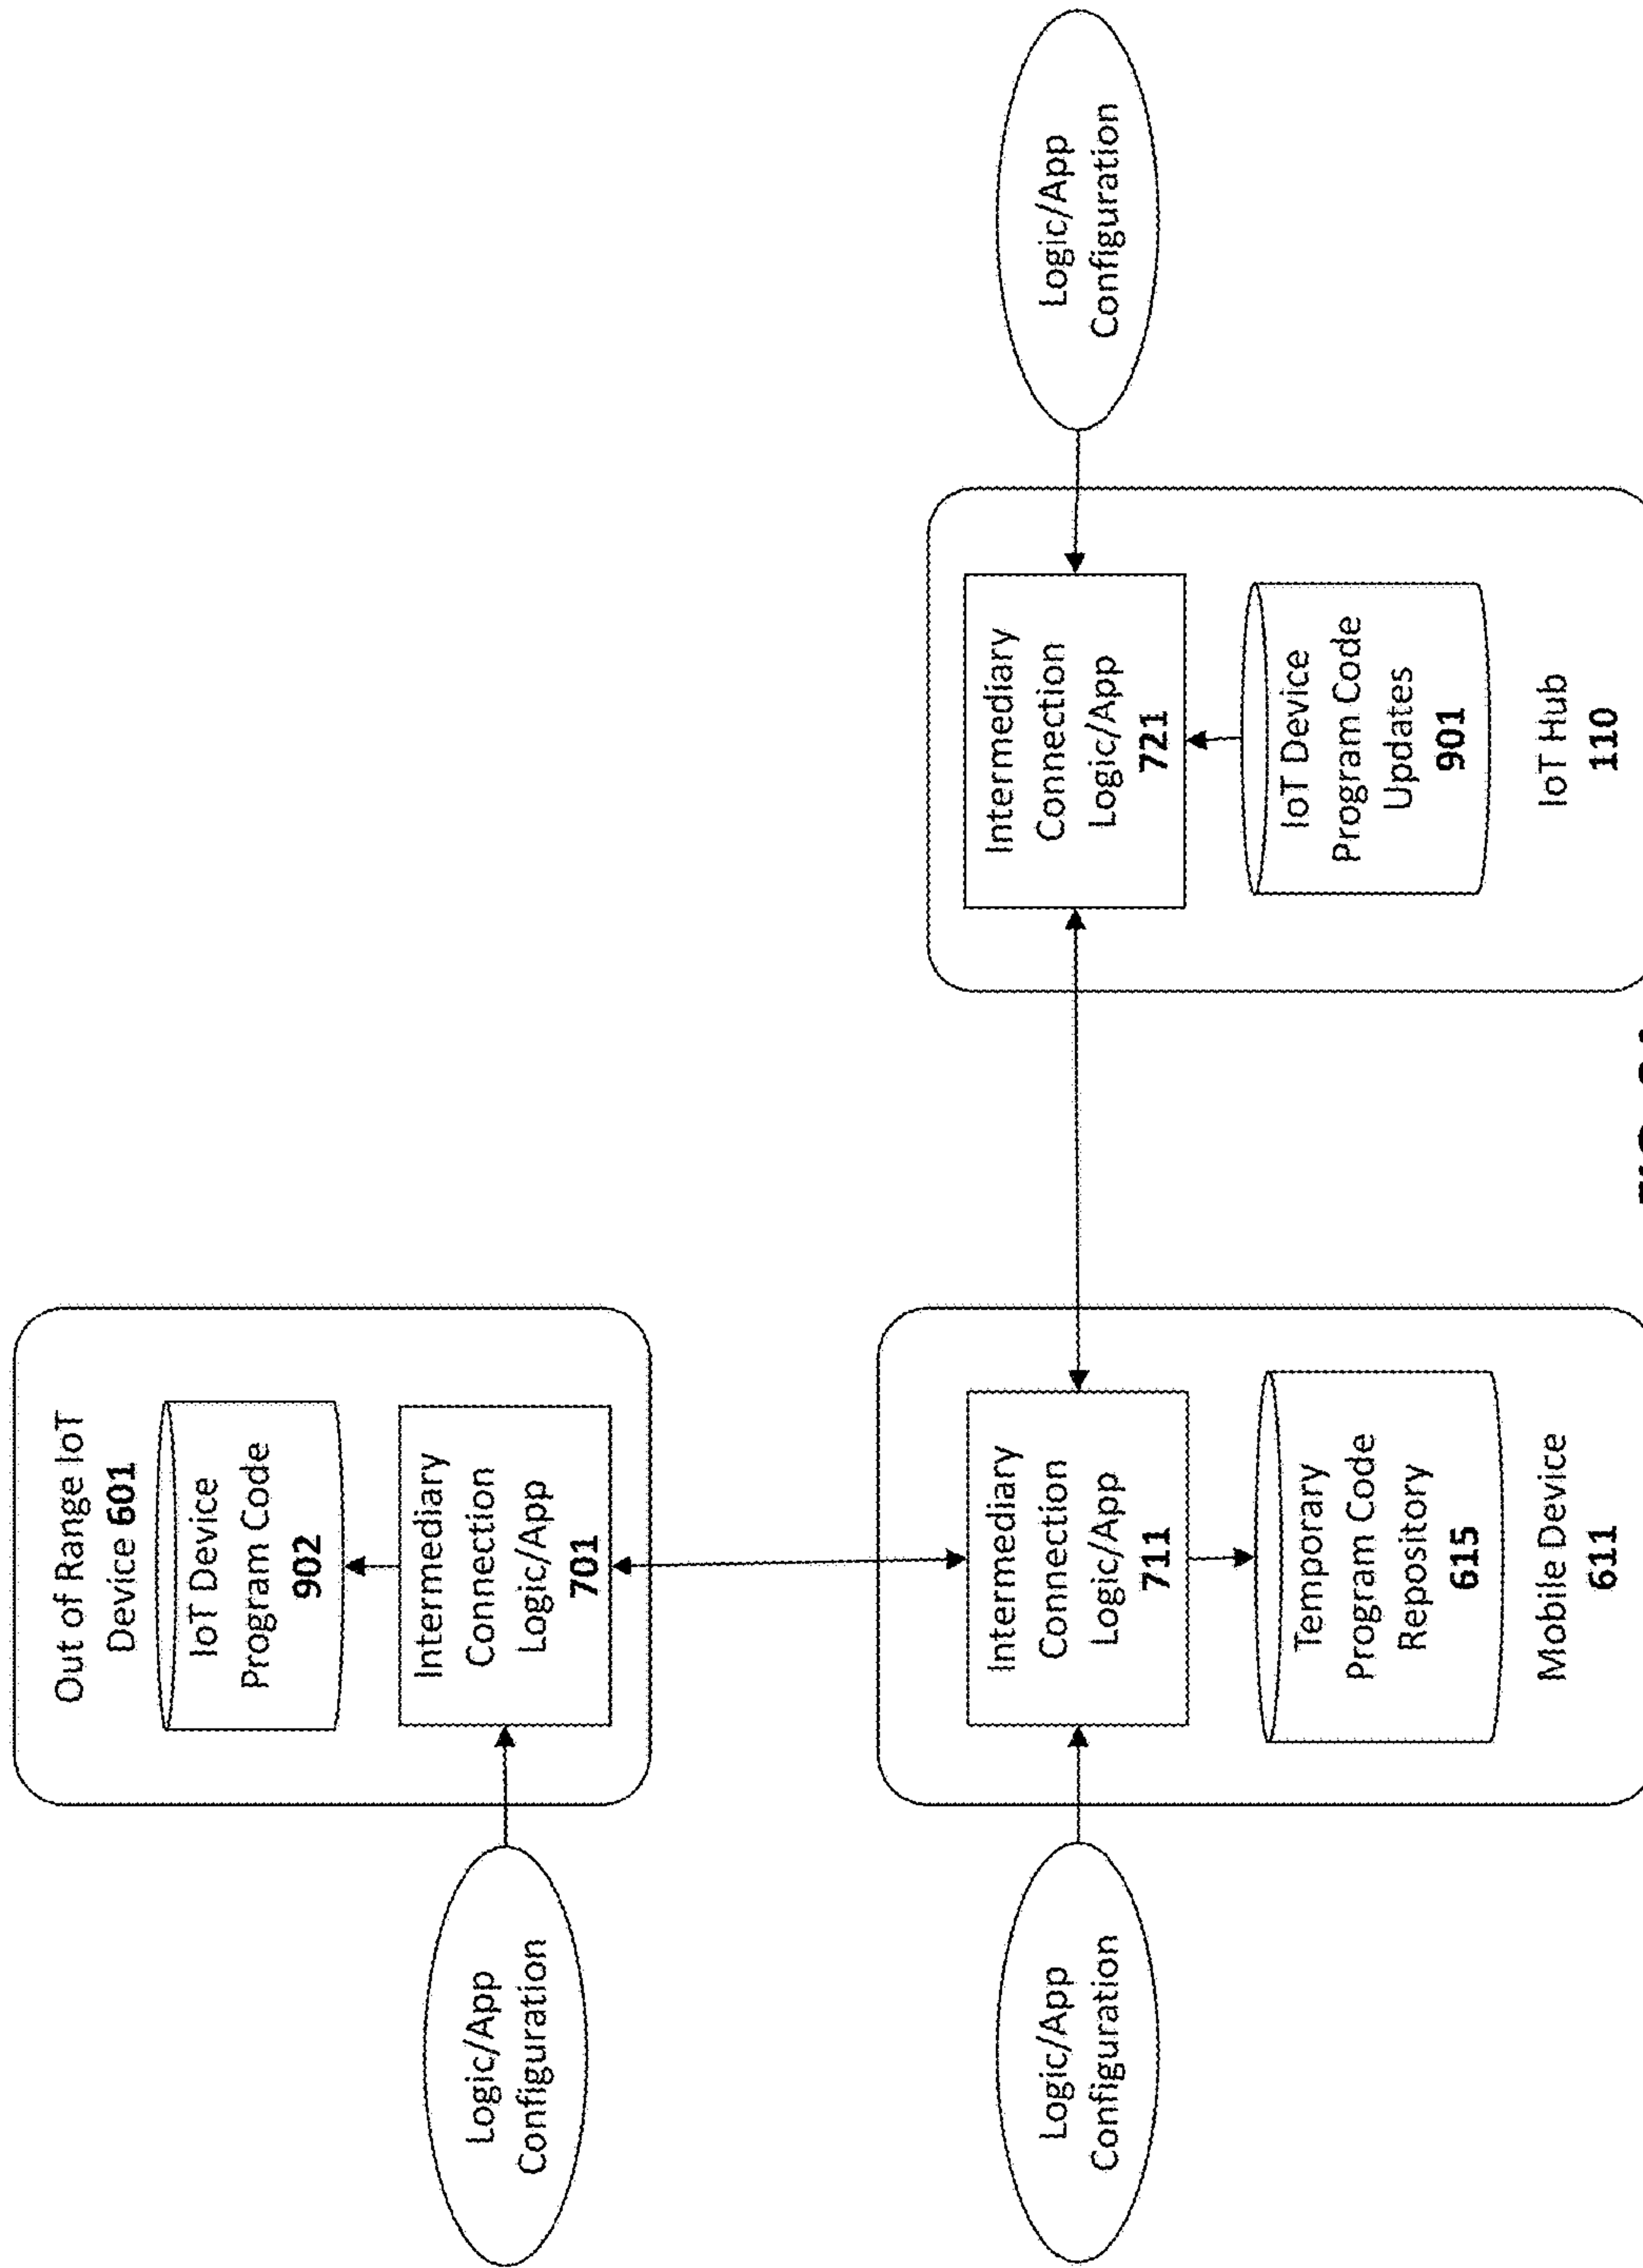 Out of Range IoT
Device 601
IoT Device
Program Code
902
Logic/App
Configuration
Intermediary
Connection
Logic/App
701
Logic/App
Configuration
Intermediary
Connection
Logic/App
711
Temporary
Program Code
Repository
615
Mobile Device
611
Intermediary
Connection
Logic/App
721
IoT Device
Program Code
Updates
901
IoT Hub
110
Logic/App
Configuration